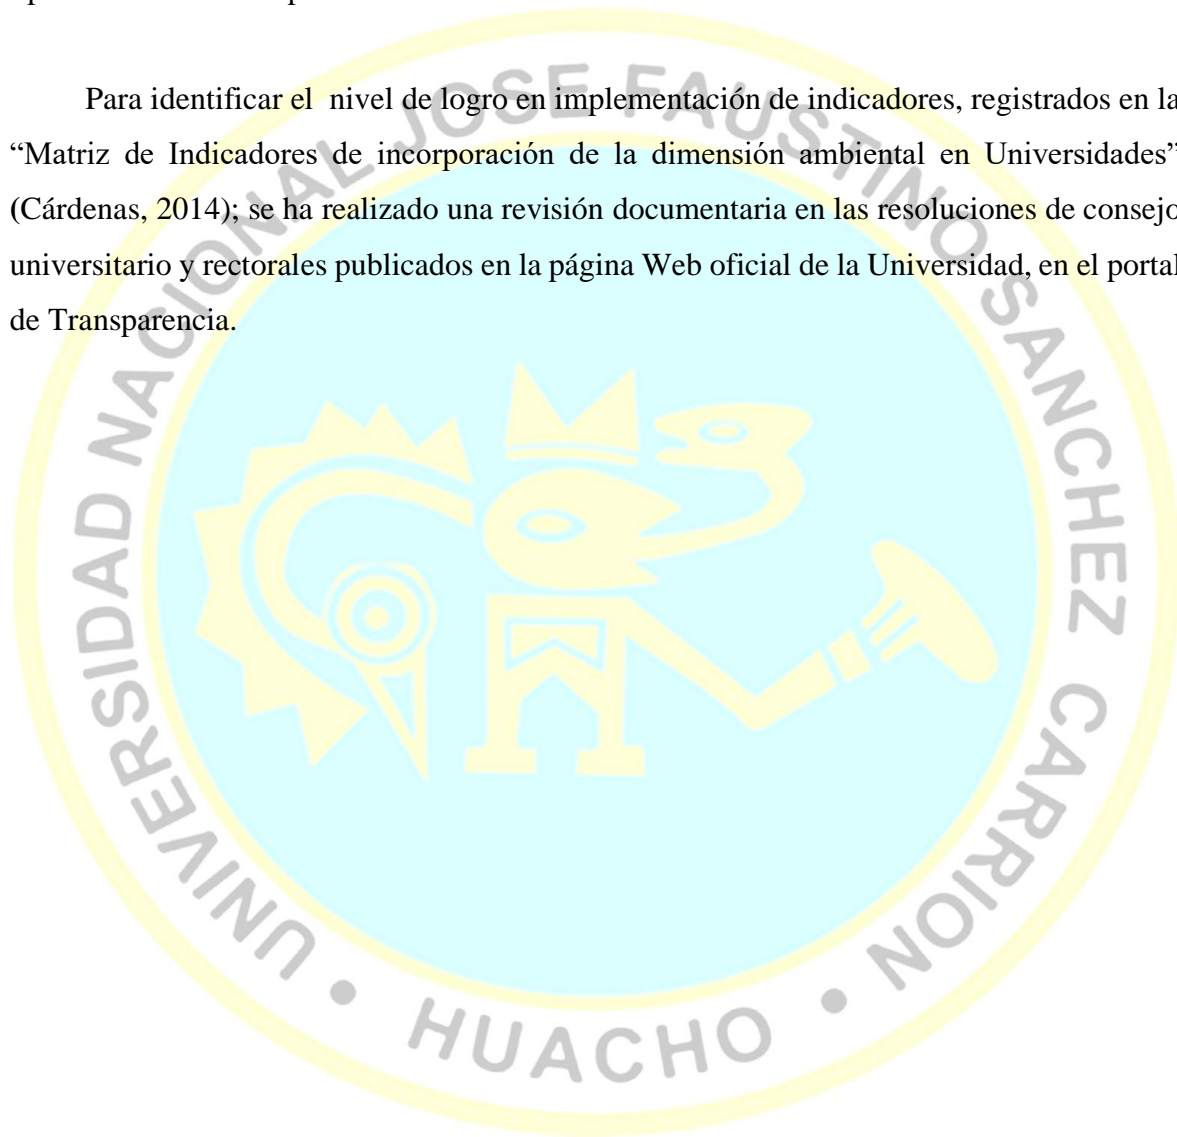 Para identificar el nivel de logro en implementación de indicadores, registrados en la
“Matriz de Indicadores de incorporación de la dimensión ambiental en Universidades”
(Cárdenas, 2014); se ha realizado una revisión documentaria en las resoluciones de consejo
universitario y rectorales publicados en la página Web oficial de la Universidad, en el portal
de Transparencia.
UNIVERSIDAD NACIONAL JOSE FAUSTINO SANCHEZ CARRION • HUACHO •